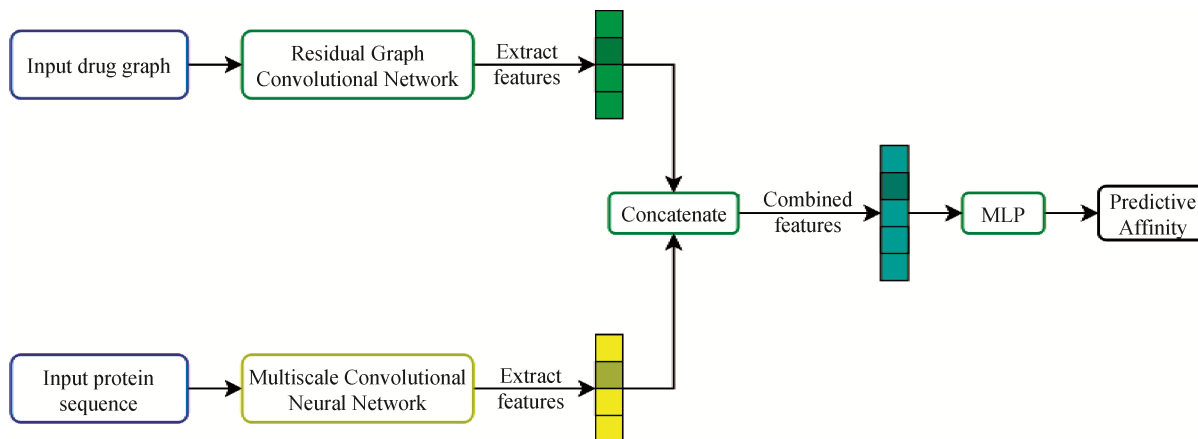 Input drug graph
Residual Graph
Convolutional Network
Extract
features
Concatenate
Combined
features
MLP
Predictive
Affinity
Input protein
sequence
Multiscale Convolutional
Neural Network
Extract
features